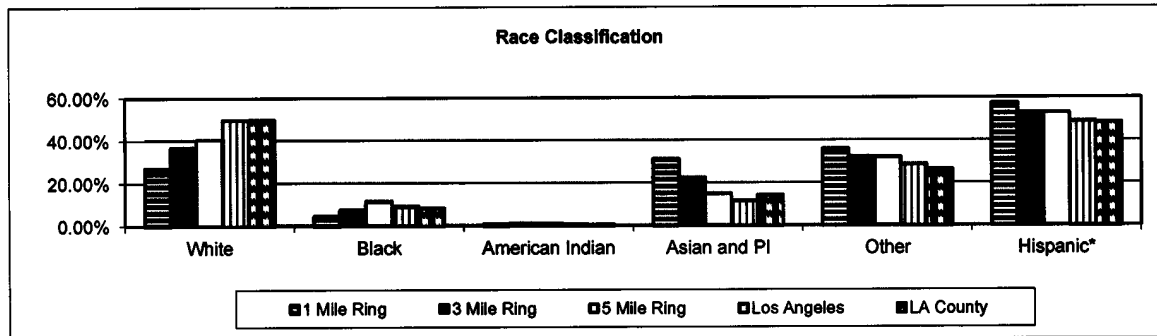 Race Classification
60.00%
40.00%
20.00%
0.00%
White Black American Indian Asian and PI Other Hispanic*
1 Mile Ring 3 Mile Ring 5 Mile Ring Los Angeles LA County